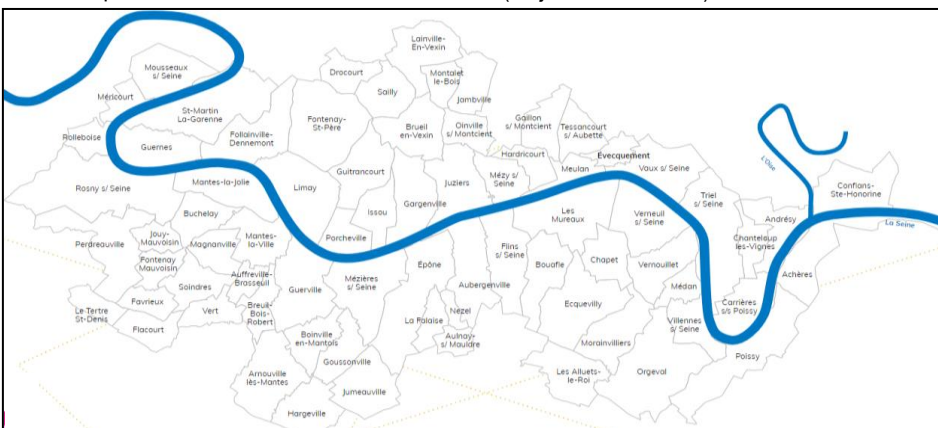 Lainville-
En-Vexin
Mousseaux
s/ Seine
Drocourt
Montalet
le-Bois
Sailly
Méricourt
Jambville
St-Martin
La-Garenne
Fontenay-
St-Père
Gaillon
s/ Montcient
Rolleboise
Follainville-
Dennemont
Brueil
en-Vexin
Oinville
s/ Montcient
Tessancourt
s/ Aubette
Guernes
Hardricourt
Évecquemont
L'Oise
Guitrancourt
Meulan
Vaux s/ Seine
Rosny s/ Seine
Mantes-la-Jolie
Limay
Juziers
Mézy s/
Seine
Conflans-
Ste-Honorine
Triel
s/ Seine
Gargenville
Issou
Buchelay
Les
Mureaux
Verneuil
s/ Seine
Andrésy
La Seine
Perdreauville
Jouy-
Mauvoisin
Magnanville
Mantes-
la-Ville
Porcheville
Flins
s/ Seine
Chanteloup
les-Vignes
Fontenay
Mauvoisin
Épône
Bouafle
Chapet
Vernouillet
Achères
Soindres
Auffreville-
Brasseuil
Guerville
Mézières
s/ Seine
Aubergenville
Médan
Favrieux
Ecquevilly
Carrières
s/s Poissy
Le Tertre
St-Denis
Vert
Breuil-
Bois-
Robert
La Falaise
Nézel
Villennes
s/ Seine
Flacourt
Boinville
en-Mantois
Aulnay-
s/ Mauldre
Morainvilliers
Poissy
Goussonville
Arnouville
lès-Mantes
Les Alluets-
le-Roi
Orgeval
Jumeauville
Hargeville